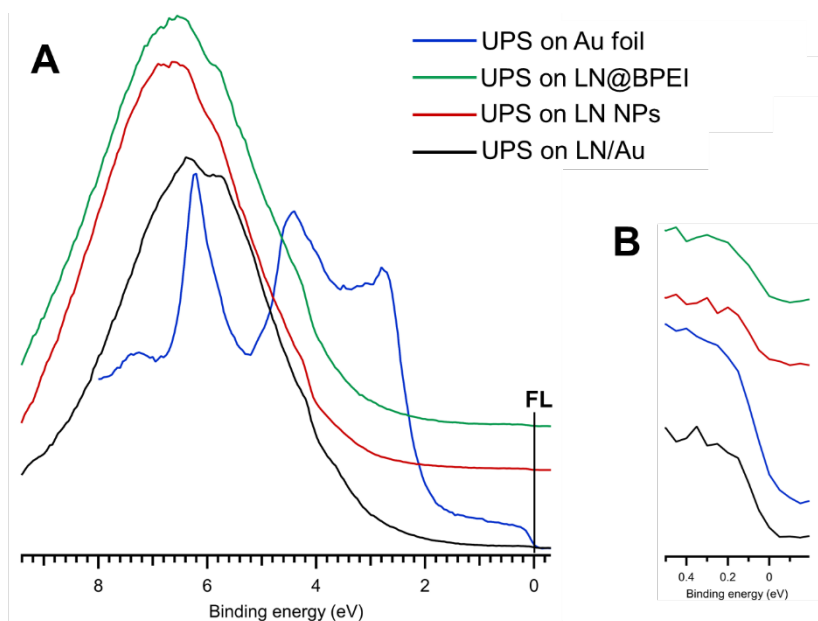 A
UPS on Au foil
UPS on LN@BPEI
UPS on LN NPs
UPS on LN/Au
B
FL
8 6 4 2 0
Binding energy (eV)
0.4 0.2 0
Binding energy (eV)